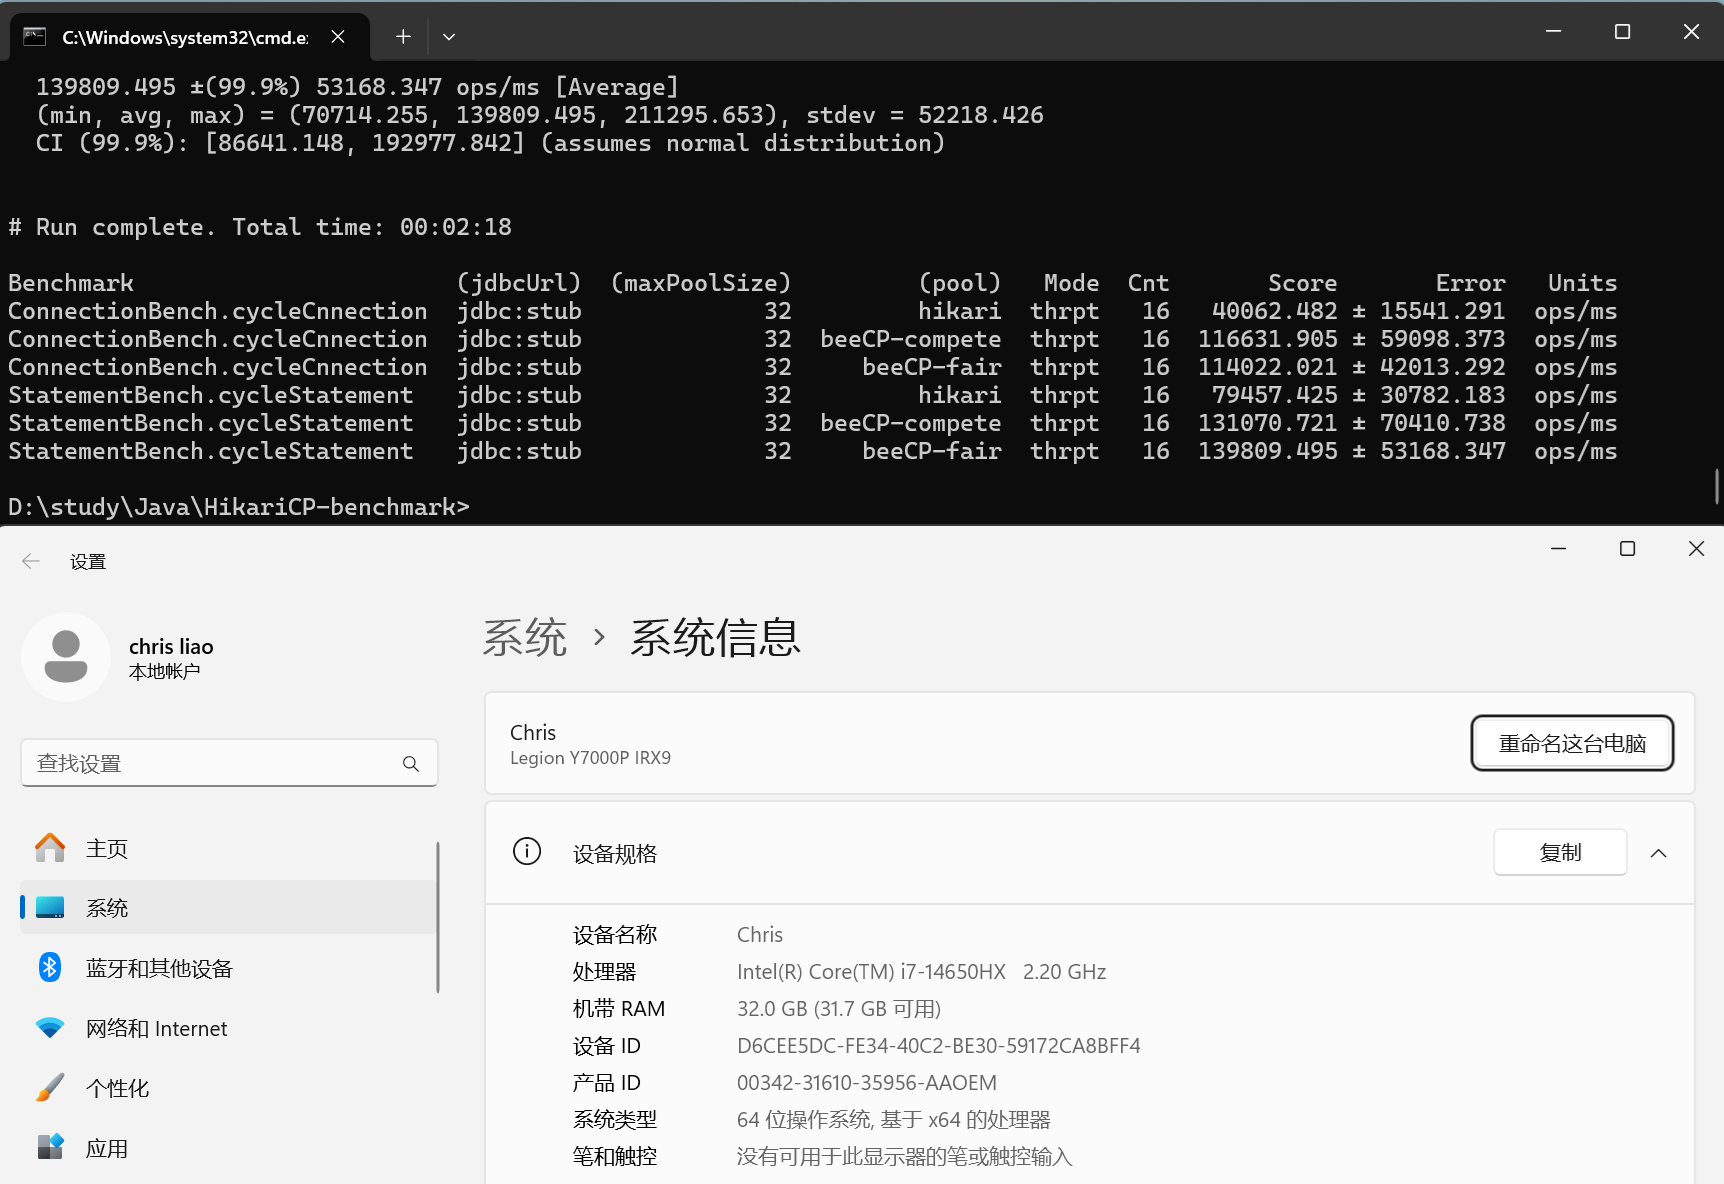 C:\Windows\system32\cmd.e
139809.495 ±(99.9%) 53168.347 ops/ms [Average]
(min, avg, max) = (70714.255, 139809.495, 211295.653), stdev = 52218.426
CI (99.9%): [86641.148, 192977.842] (assumes normal distribution)
# Run complete. Total time: 00:02:18
Benchmark (jdbcUrl) (maxPoolSize) (pool) Mode Cnt Score Error Units
ConnectionBench.cycleCnnection jdbc:stub 32 hikari thrpt 16 40062.482 ± 15541.291 ops/ms
ConnectionBench.cycleCnnection jdbc:stub 32 beeCP-compete thrpt 16 116631.905 ± 59098.373 ops/ms
ConnectionBench.cycleCnnection jdbc:stub 32 beeCP-fair thrpt 16 114022.021 ± 42013.292 ops/ms
StatementBench.cycleStatement jdbc:stub 32 hikari thrpt 16 79457.425 ± 30782.183 ops/ms
StatementBench.cycleStatement jdbc:stub 32 beeCP-compete thrpt 16 131070.721 ± 70410.738 ops/ms
StatementBench.cycleStatement jdbc:stub 32 beeCP-fair thrpt 16 139809.495 ± 53168.347 ops/ms
D:\study\Java\HikariCP-benchmark>
设置
chris liao
本地帐户
查找设置
主页
系统
蓝牙和其他设备
网络和 Internet
个性化
应用
系统 › 系统信息
Chris
Legion Y7000P IRX9
重命名这台电脑
设备规格
复制
设备名称 Chris
处理器 Intel(R) Core(TM) i7-14650HX 2.20 GHz
机带 RAM 32.0 GB (31.7 GB 可用)
设备 ID D6CEE5DC-FE34-40C2-BE30-59172CA8BFF4
产品 ID 00342-31610-35956-AAOEM
系统类型 64 位操作系统, 基于 x64 的处理器
笔和触控 没有可用于此显示器的笔或触控输入